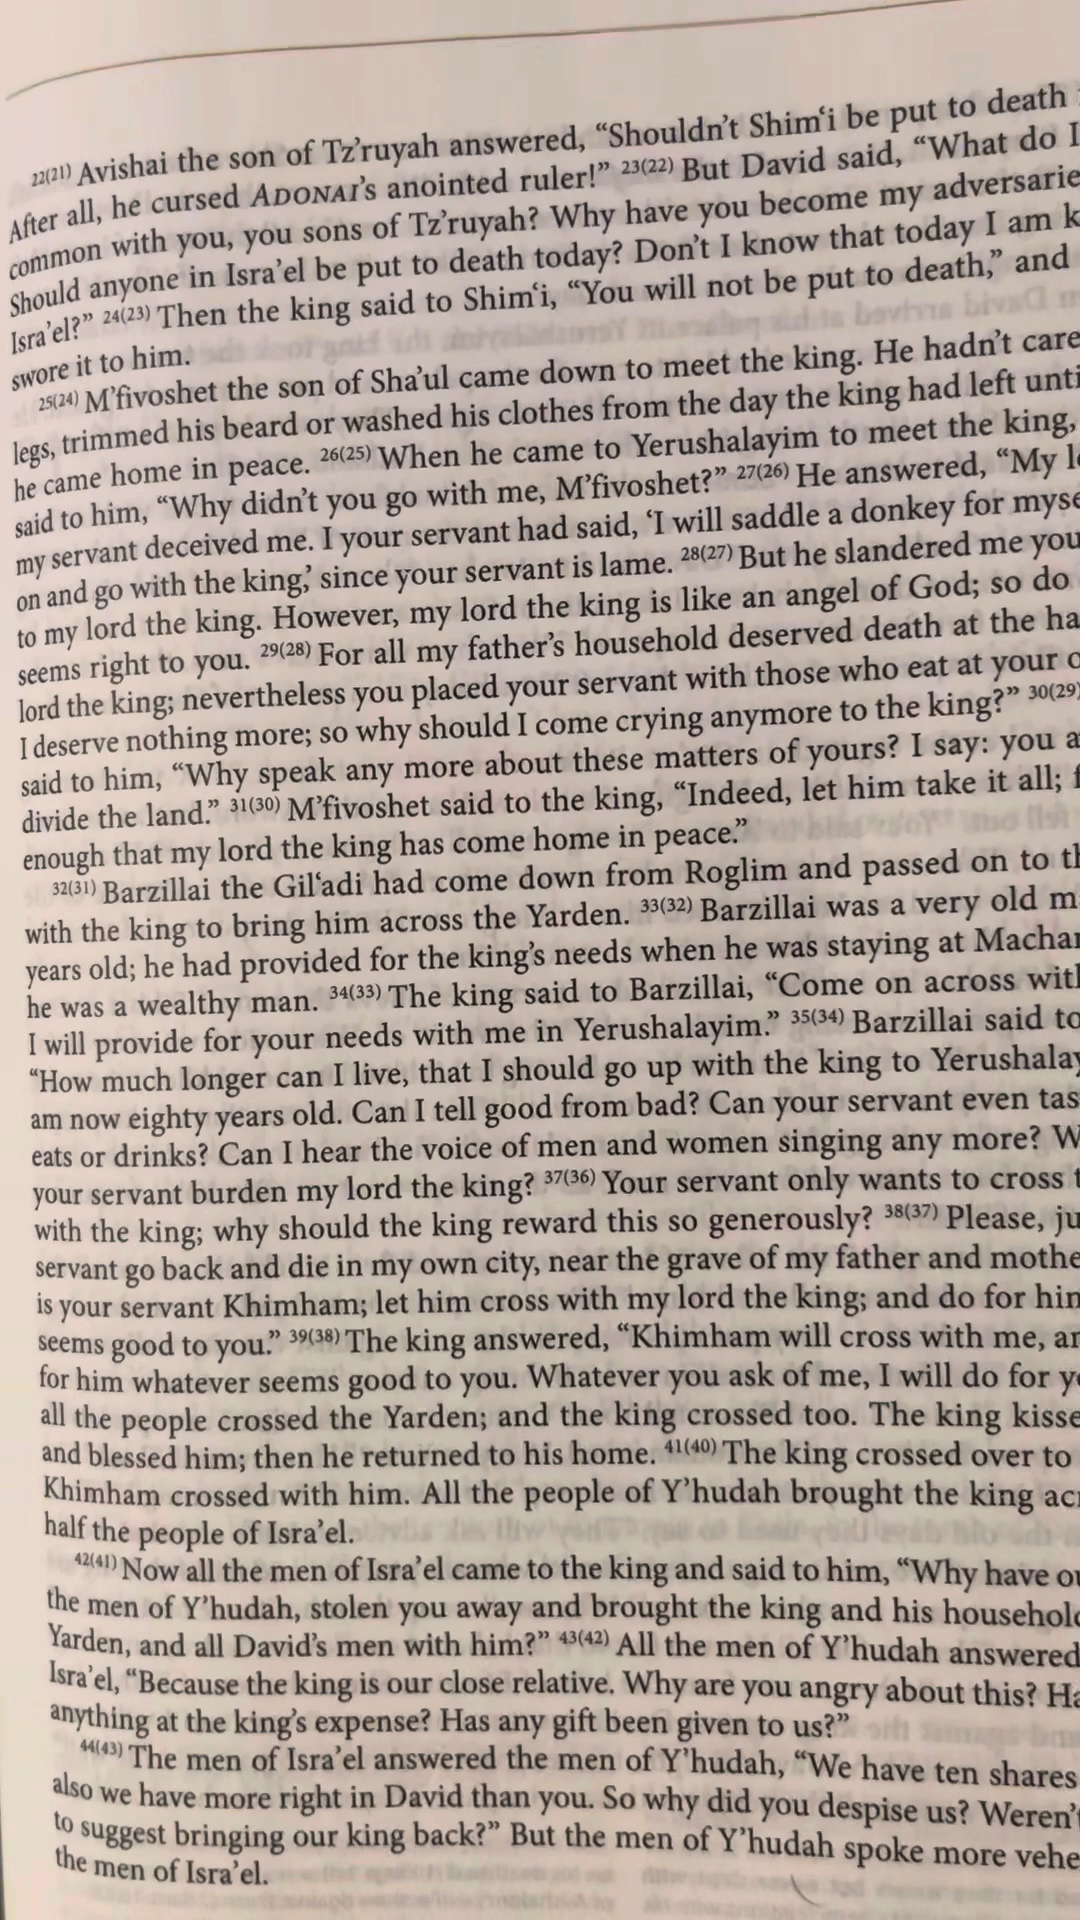 22(21) Avishai the son of Tz’ruyah answered, “Shouldn’t Shim‘i be put to death
After all, he cursed ADONAI’s anointed ruler!” 23(22) But David said, “What do I
common with you, you sons of Tz’ruyah? Why have you become my adversarie
Should anyone in Isra’el be put to death today? Don’t I know that today I am k
Isra’el?” 24(23) Then the king said to Shim‘i, “You will not be put to death,” and
swore it to him.
25(24) M’fivoshet the son of Sha’ul came down to meet the king. He hadn’t care
legs, trimmed his beard or washed his clothes from the day the king had left unti
he came home in peace. 26(25) When he came to Yerushalayim to meet the king,
said to him, “Why didn’t you go with me, M’fivoshet?” 27(26) He answered, “My l
my servant deceived me. I your servant had said, ‘I will saddle a donkey for myse
on and go with the king,’ since your servant is lame. 28(27) But he slandered me you
to my lord the king. However, my lord the king is like an angel of God; so do
seems right to you. 29(28) For all my father’s household deserved death at the ha
lord the king; nevertheless you placed your servant with those who eat at your o
I deserve nothing more; so why should I come crying anymore to the king?” 30(29)
said to him, “Why speak any more about these matters of yours? I say: you a
divide the land.” 31(30) M’fivoshet said to the king, “Indeed, let him take it all; f
enough that my lord the king has come home in peace.”
32(31) Barzillai the Gil‘adi had come down from Roglim and passed on to th
with the king to bring him across the Yarden. 33(32) Barzillai was a very old m
years old; he had provided for the king’s needs when he was staying at Machan
he was a wealthy man. 34(33) The king said to Barzillai, “Come on across with
I will provide for your needs with me in Yerushalayim.” 35(34) Barzillai said to
“How much longer can I live, that I should go up with the king to Yerushalay
am now eighty years old. Can I tell good from bad? Can your servant even tas
eats or drinks? Can I hear the voice of men and women singing any more? W
your servant burden my lord the king? 37(36) Your servant only wants to cross t
with the king; why should the king reward this so generously? 38(37) Please, ju
servant go back and die in my own city, near the grave of my father and mothe
is your servant Khimham; let him cross with my lord the king; and do for him
seems good to you.” 39(38) The king answered, “Khimham will cross with me, an
for him whatever seems good to you. Whatever you ask of me, I will do for yo
all the people crossed the Yarden; and the king crossed too. The king kisse
and blessed him; then he returned to his home. 41(40) The king crossed over to
Khimham crossed with him. All the people of Y’hudah brought the king acr
half the people of Isra’el.
42(41) Now all the men of Isra’el came to the king and said to him, “Why have ou
the men of Y’hudah, stolen you away and brought the king and his household
Yarden, and all David’s men with him?” 43(42) All the men of Y’hudah answered
Isra’el, “Because the king is our close relative. Why are you angry about this? Ha
anything at the king’s expense? Has any gift been given to us?”
44(43) The men of Isra’el answered the men of Y’hudah, “We have ten shares
also we have more right in David than you. So why did you despise us? Weren’t
to suggest bringing our king back?” But the men of Y’hudah spoke more vehe
the men of Isra’el.